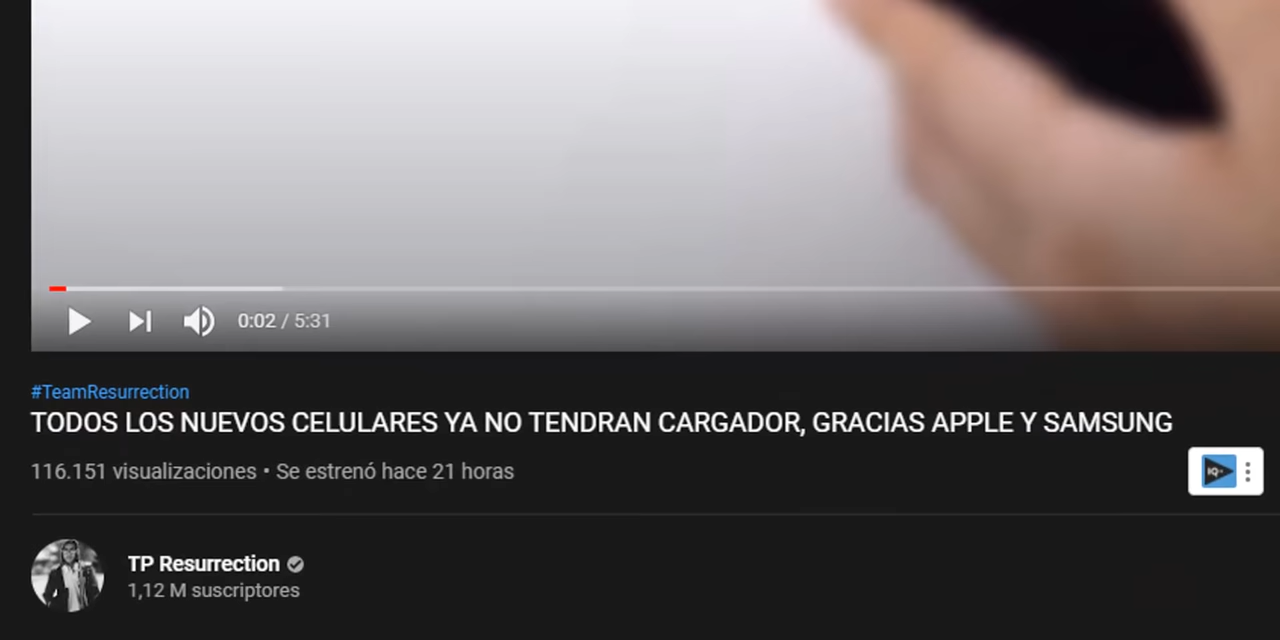 0:02 / 5:31
#TeamResurrection
TODOS LOS NUEVOS CELULARES YA NO TENDRAN CARGADOR, GRACIAS APPLE Y SAMSUNG
116.151 visualizaciones • Se estrenó hace 21 horas
IQ
TP Resurrection
1,12 M suscriptores